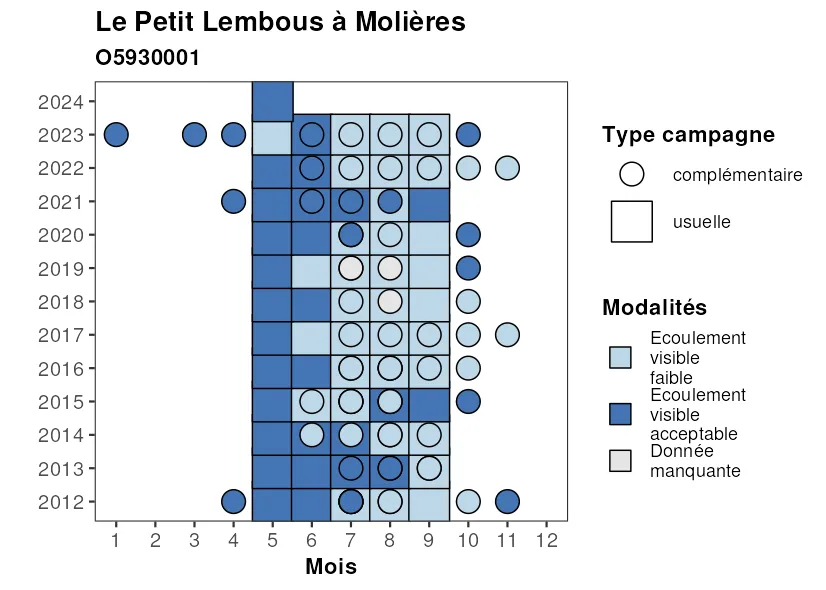 Le Petit Lembous à Molières
O5930001
2024
2023
2022
2021
2020
2019
2018
2017
2016
2015
2014
2013
2012
1 2 3 4 5 6 7 8 9 10 11 12
Mois
Type campagne
complémentaire
usuelle
Modalités
Ecoulement
visible
faible
Ecoulement
visible
acceptable
Donnée
manquante